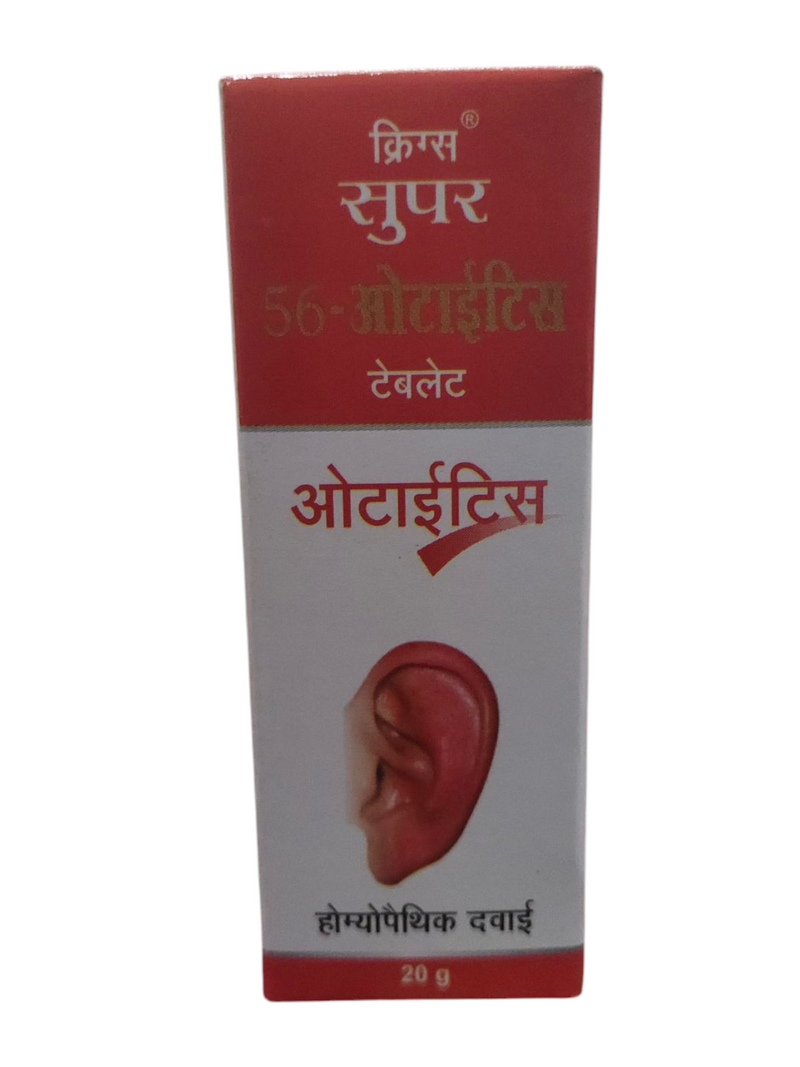 क्रिग्स®
सुपर
56-ओटाईटिस
टेबलेट
ओटाईटिस
होम्योपैथिक दवाई
20 g